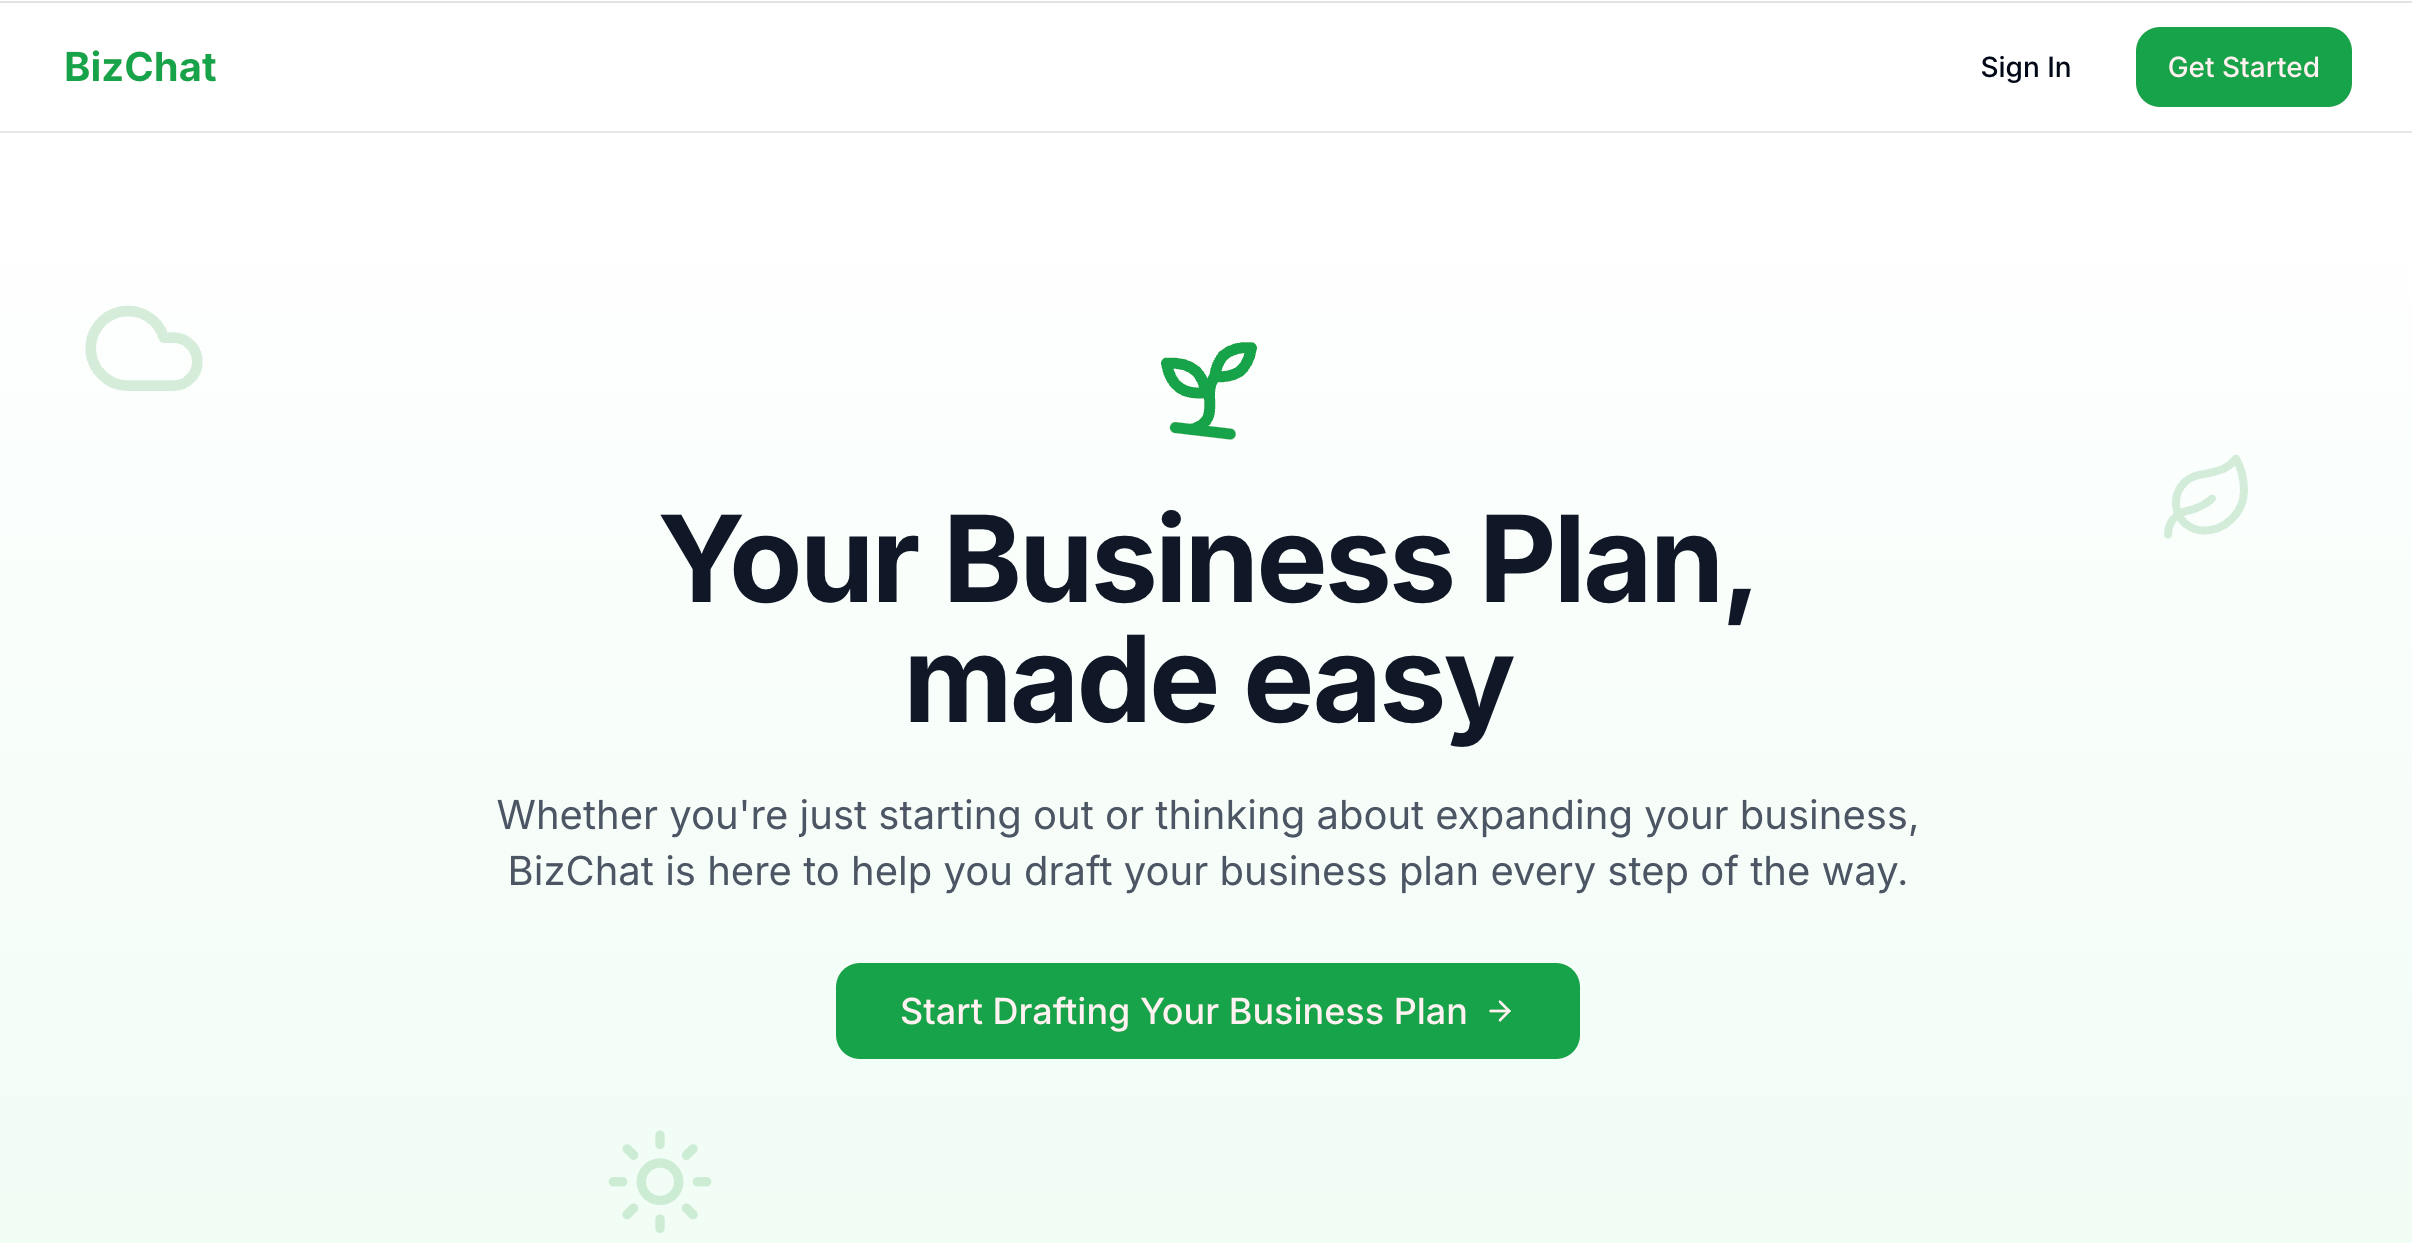 BizChat
Sign In
Get Started
Your Business Plan,
made easy
Whether you're just starting out or thinking about expanding your business,
BizChat is here to help you draft your business plan every step of the way.
Start Drafting Your Business Plan →